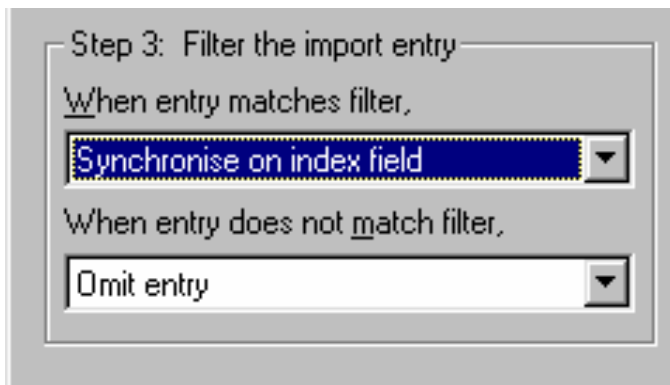 Step 3: Filter the import entry
When entry matches filter,
Synchronise on index field
When entry does not match filter,
Omit entry